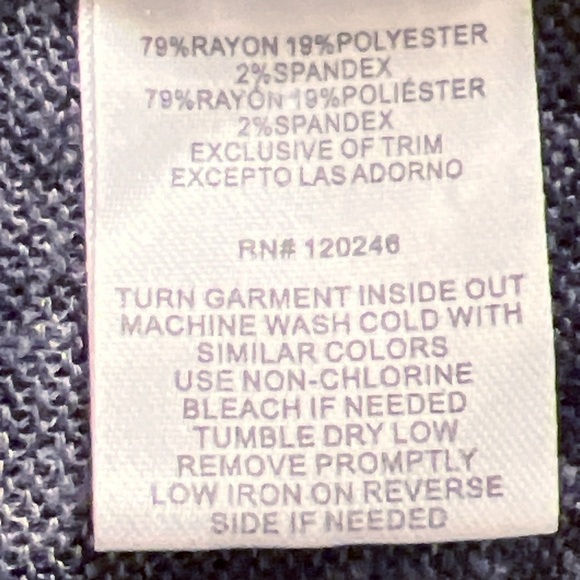 79%RAYON 19%POLYESTER
2%SPANDEX
79%RAYÓN 19%POLIÉSTER
2%SPANDEX
EXCLUSIVE OF TRIM
EXCEPTO LAS ADORNO
RN# 120246
TURN GARMENT INSIDE OUT
MACHINE WASH COLD WITH
SIMILAR COLORS
USE NON-CHLORINE
BLEACH IF NEEDED
TUMBLE DRY LOW
REMOVE PROMPTLY
LOW IRON ON REVERSE
SIDE IF NEEDED